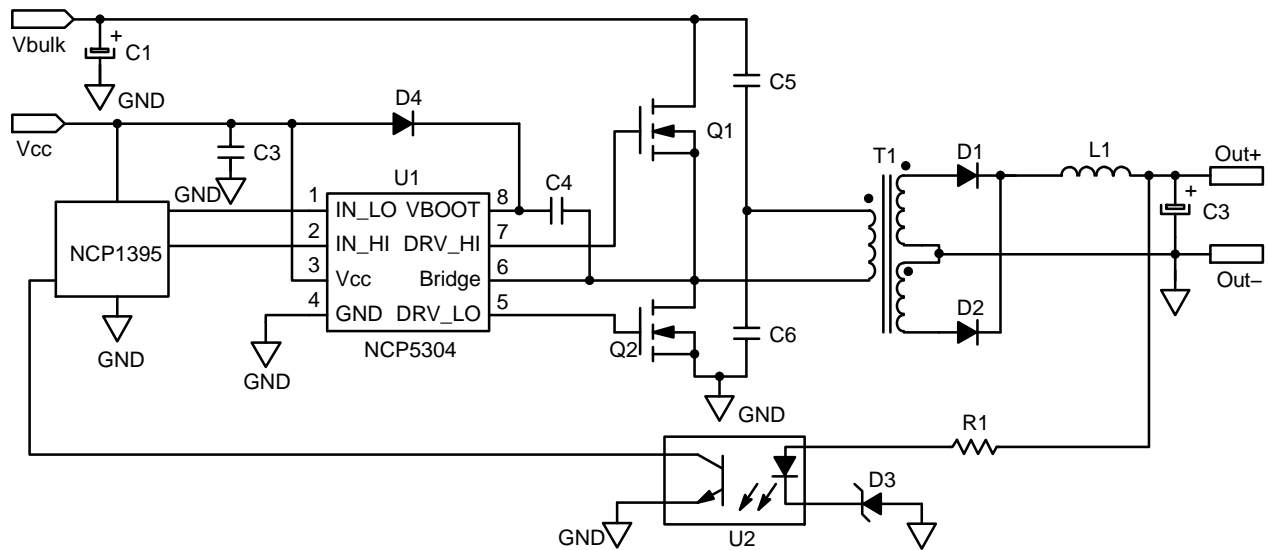 Vbulk
+
C1
GND
C5
D4
Q1
Vcc
C3
GND
U1
C4
T1
D1
L1
Out+
1
IN_LO
VBOOT
8
+
C3
NCP1395
2
IN_HI
DRV_HI
7
3
Vcc
Bridge
6
Out–
4
GND
DRV_LO
5
D2
GND
NCP5304
Q2
C6
GND
GND
R1
D3
GND
U2